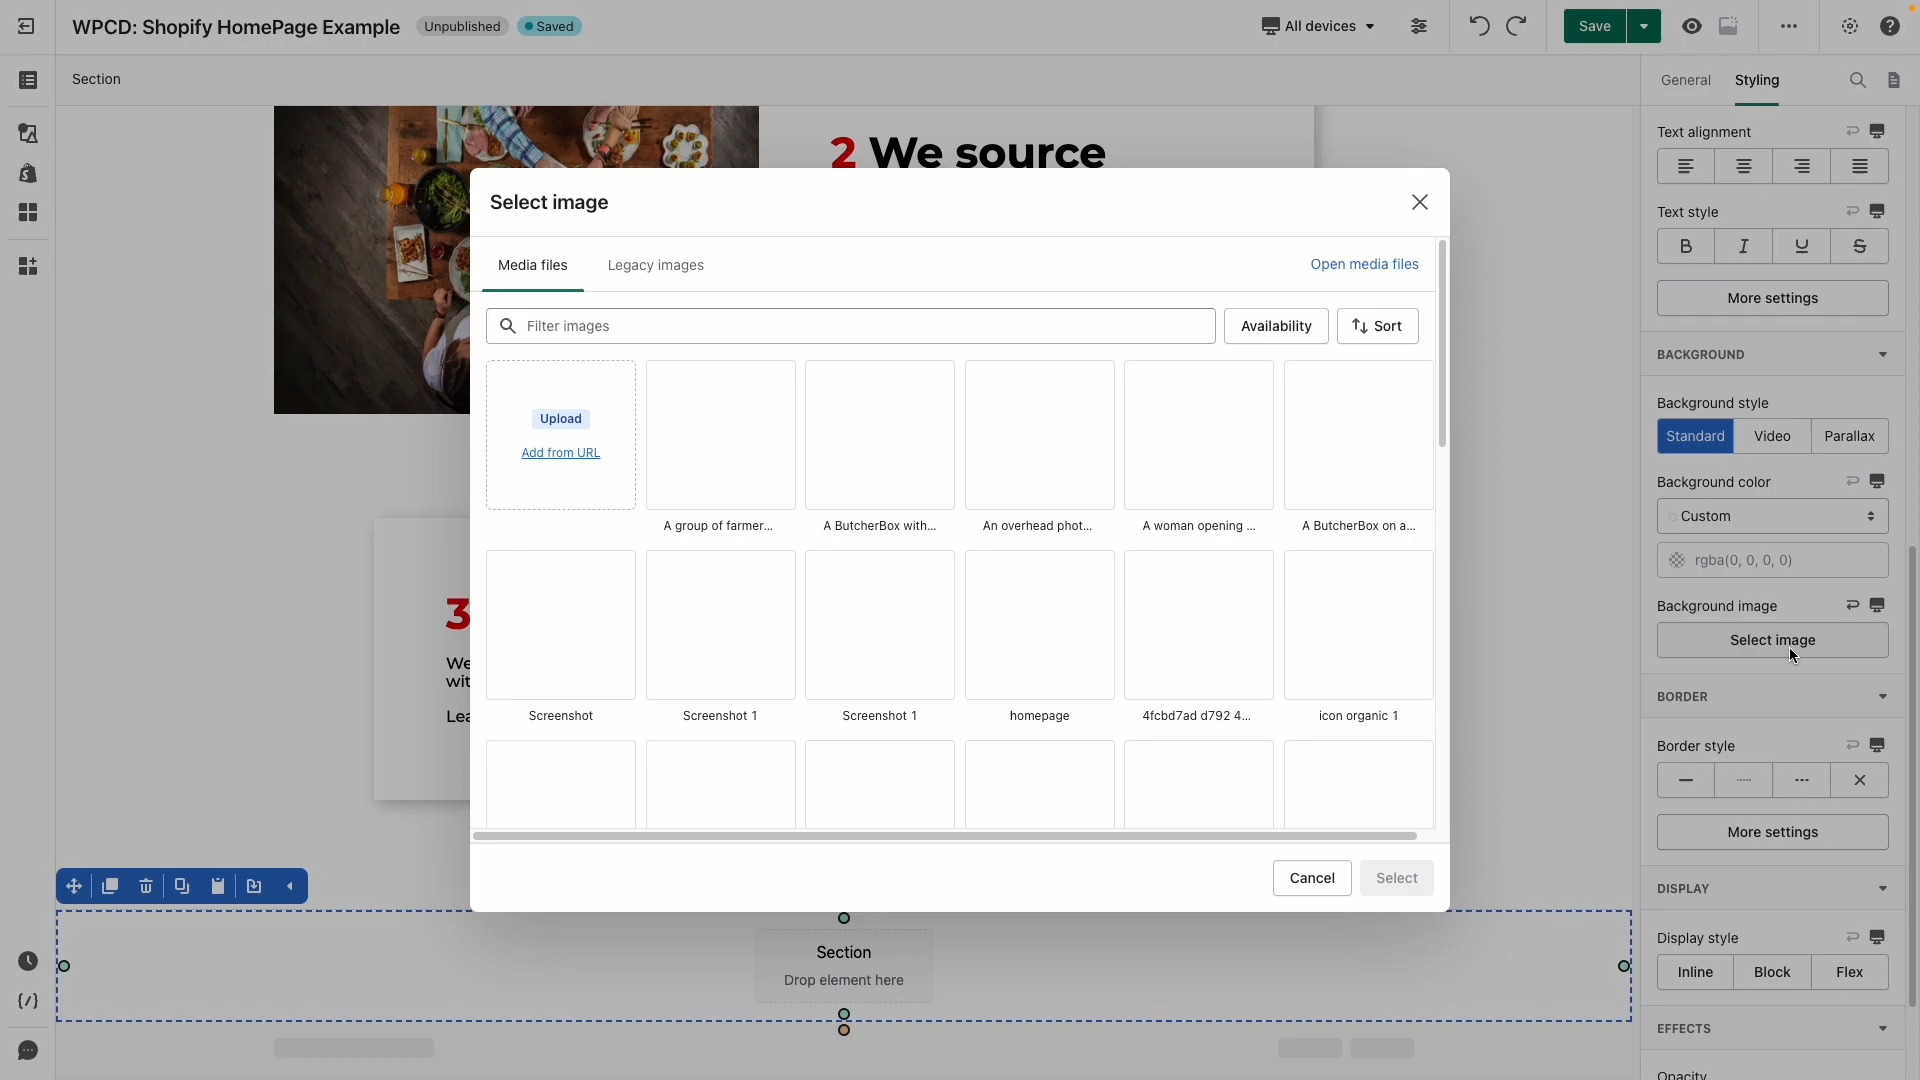 WPCD: Shopify HomePage Example
Unpublished
Saved
All devices
Save
Section
General
Styling
2 We source
Text alignment
Text style
More settings
BACKGROUND
Background style
Standard
Video
Parallax
Background color
Custom
rgba(0, 0, 0, 0)
Background image
Select image
BORDER
Border style
More settings
DISPLAY
Display style
Inline
Block
Flex
EFFECTS
Opacity
Select image
Media files
Legacy images
Open media files
Filter images
Availability
Sort
Upload
Add from URL
A group of farmer...
A ButcherBox with...
An overhead phot...
A woman opening ...
A ButcherBox on a...
Screenshot
Screenshot 1
Screenshot 1
homepage
4fcbd7ad d792 4...
icon organic 1
Cancel
Select
3
We
wit
Lea
Section
Drop element here